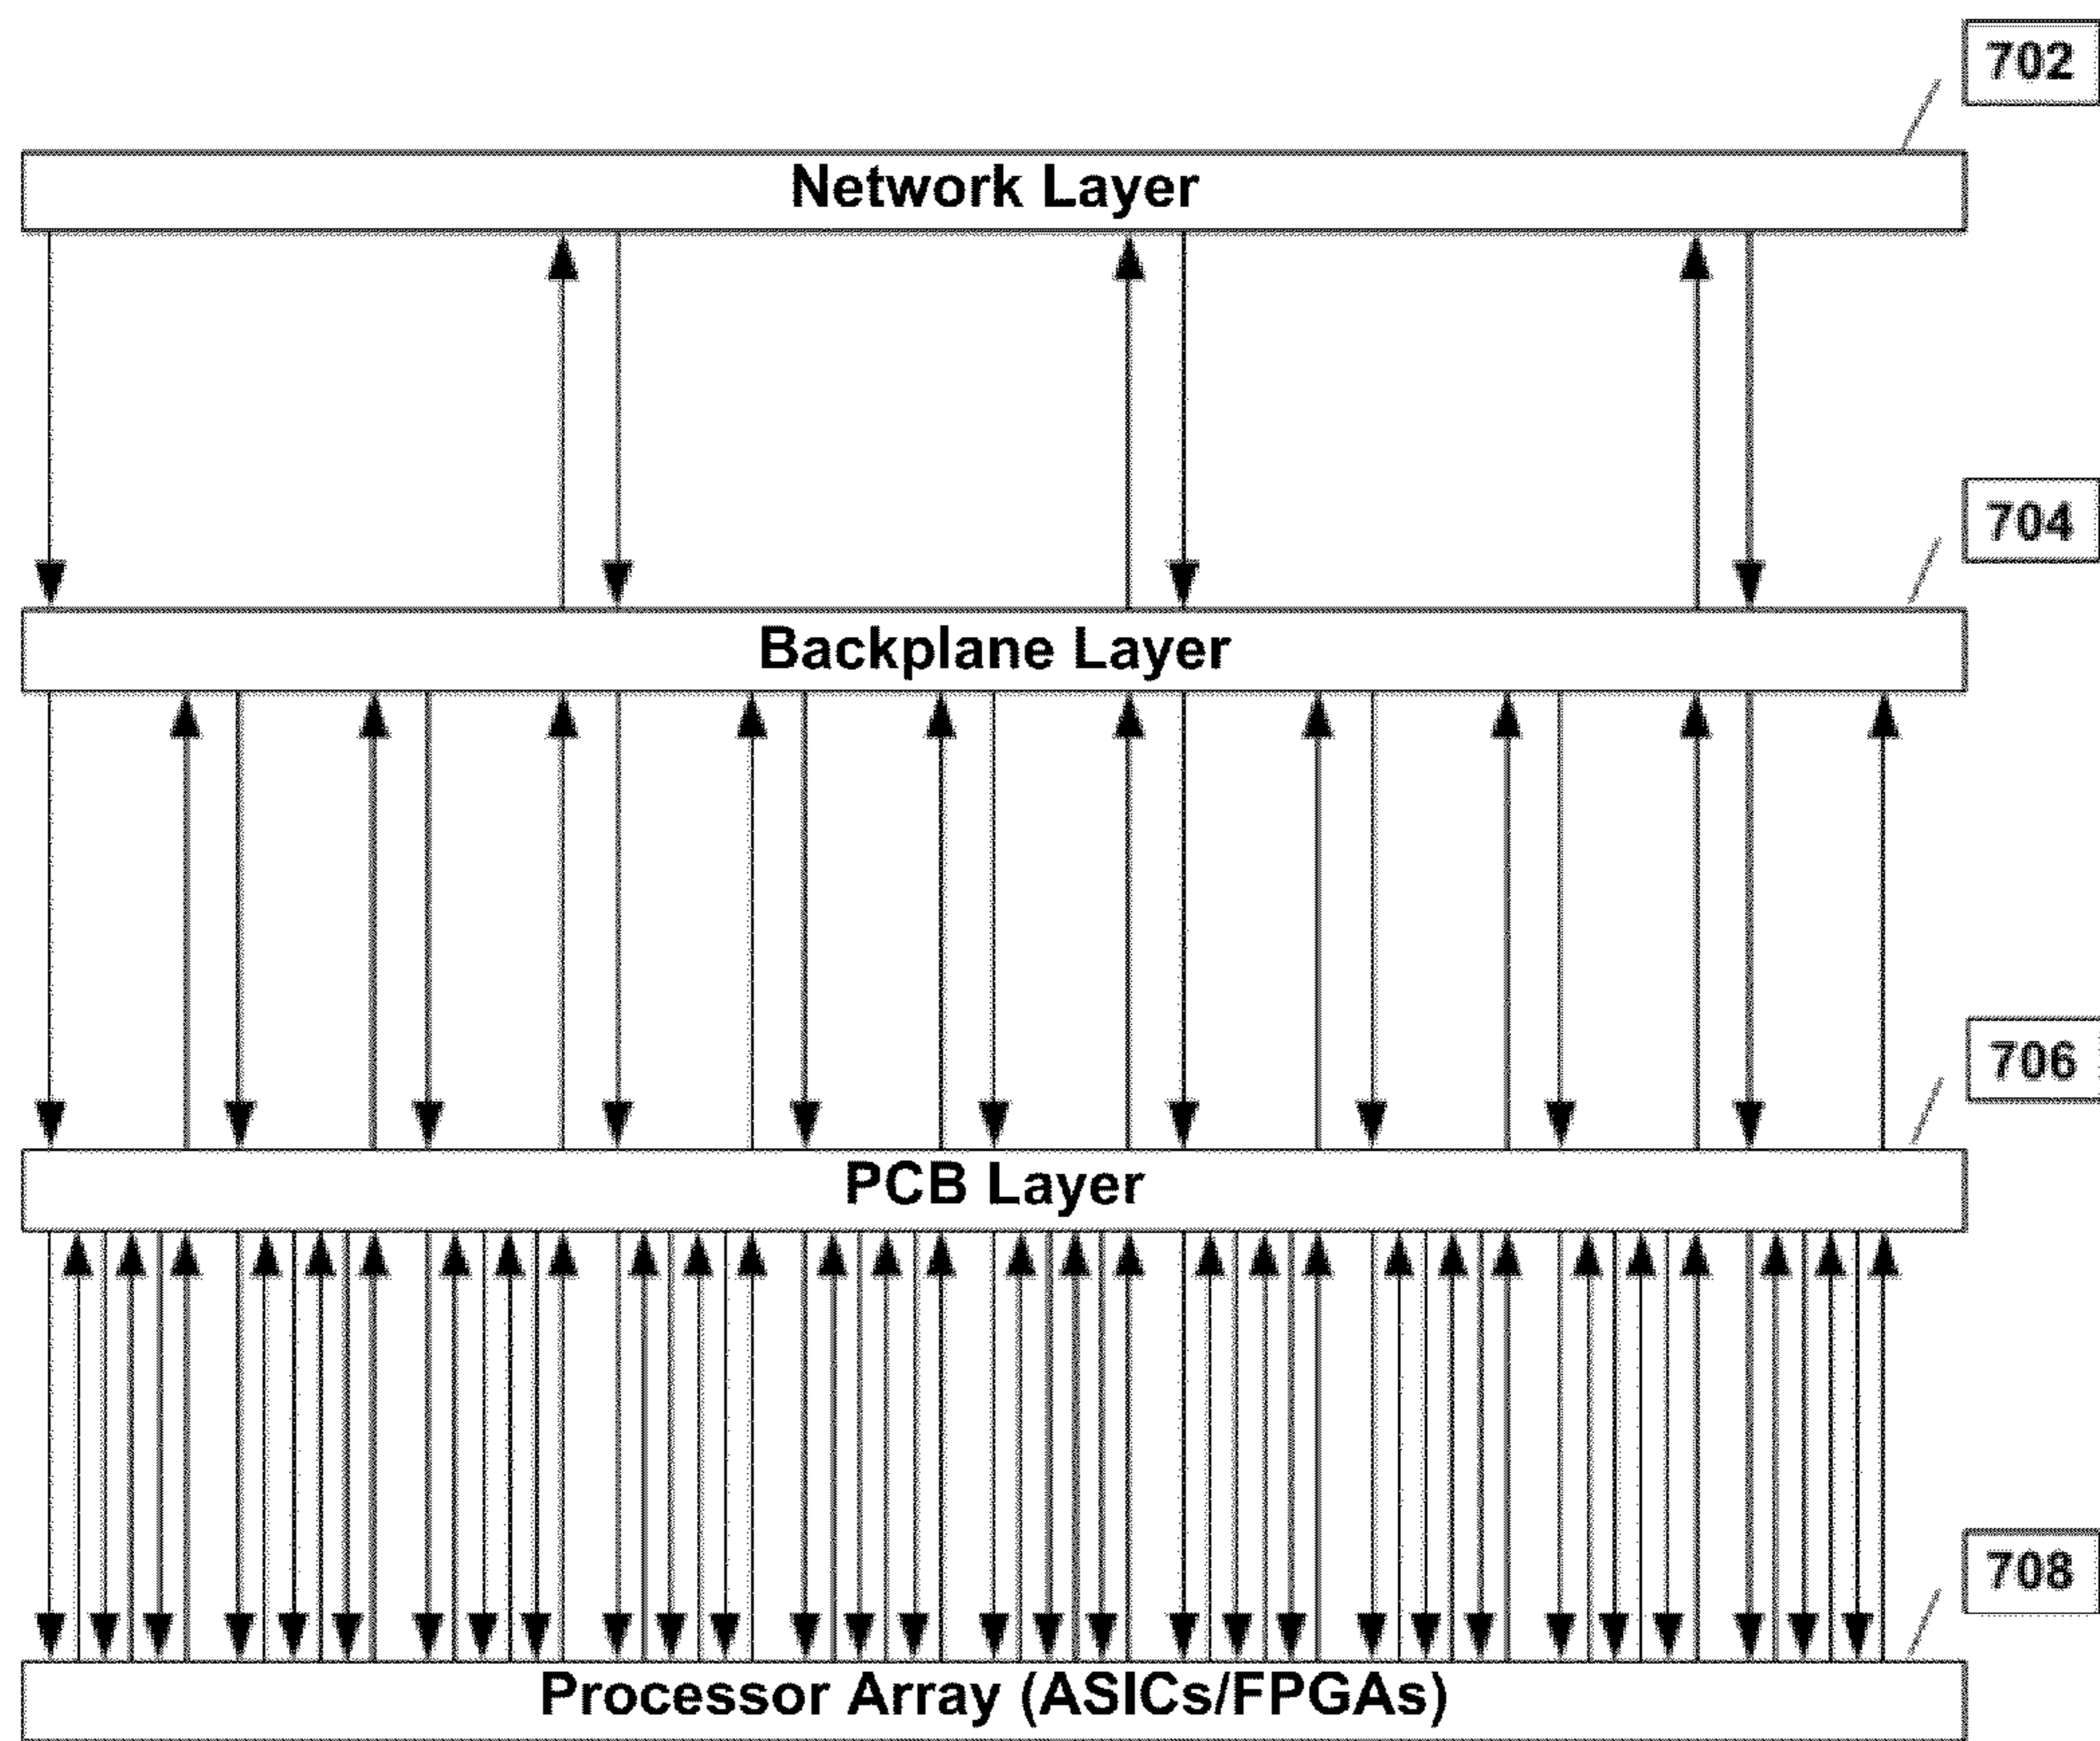 702
Network Layer
704
Backplane Layer
706
PCB Layer
708
Processor Array (ASICs/FPGAs)